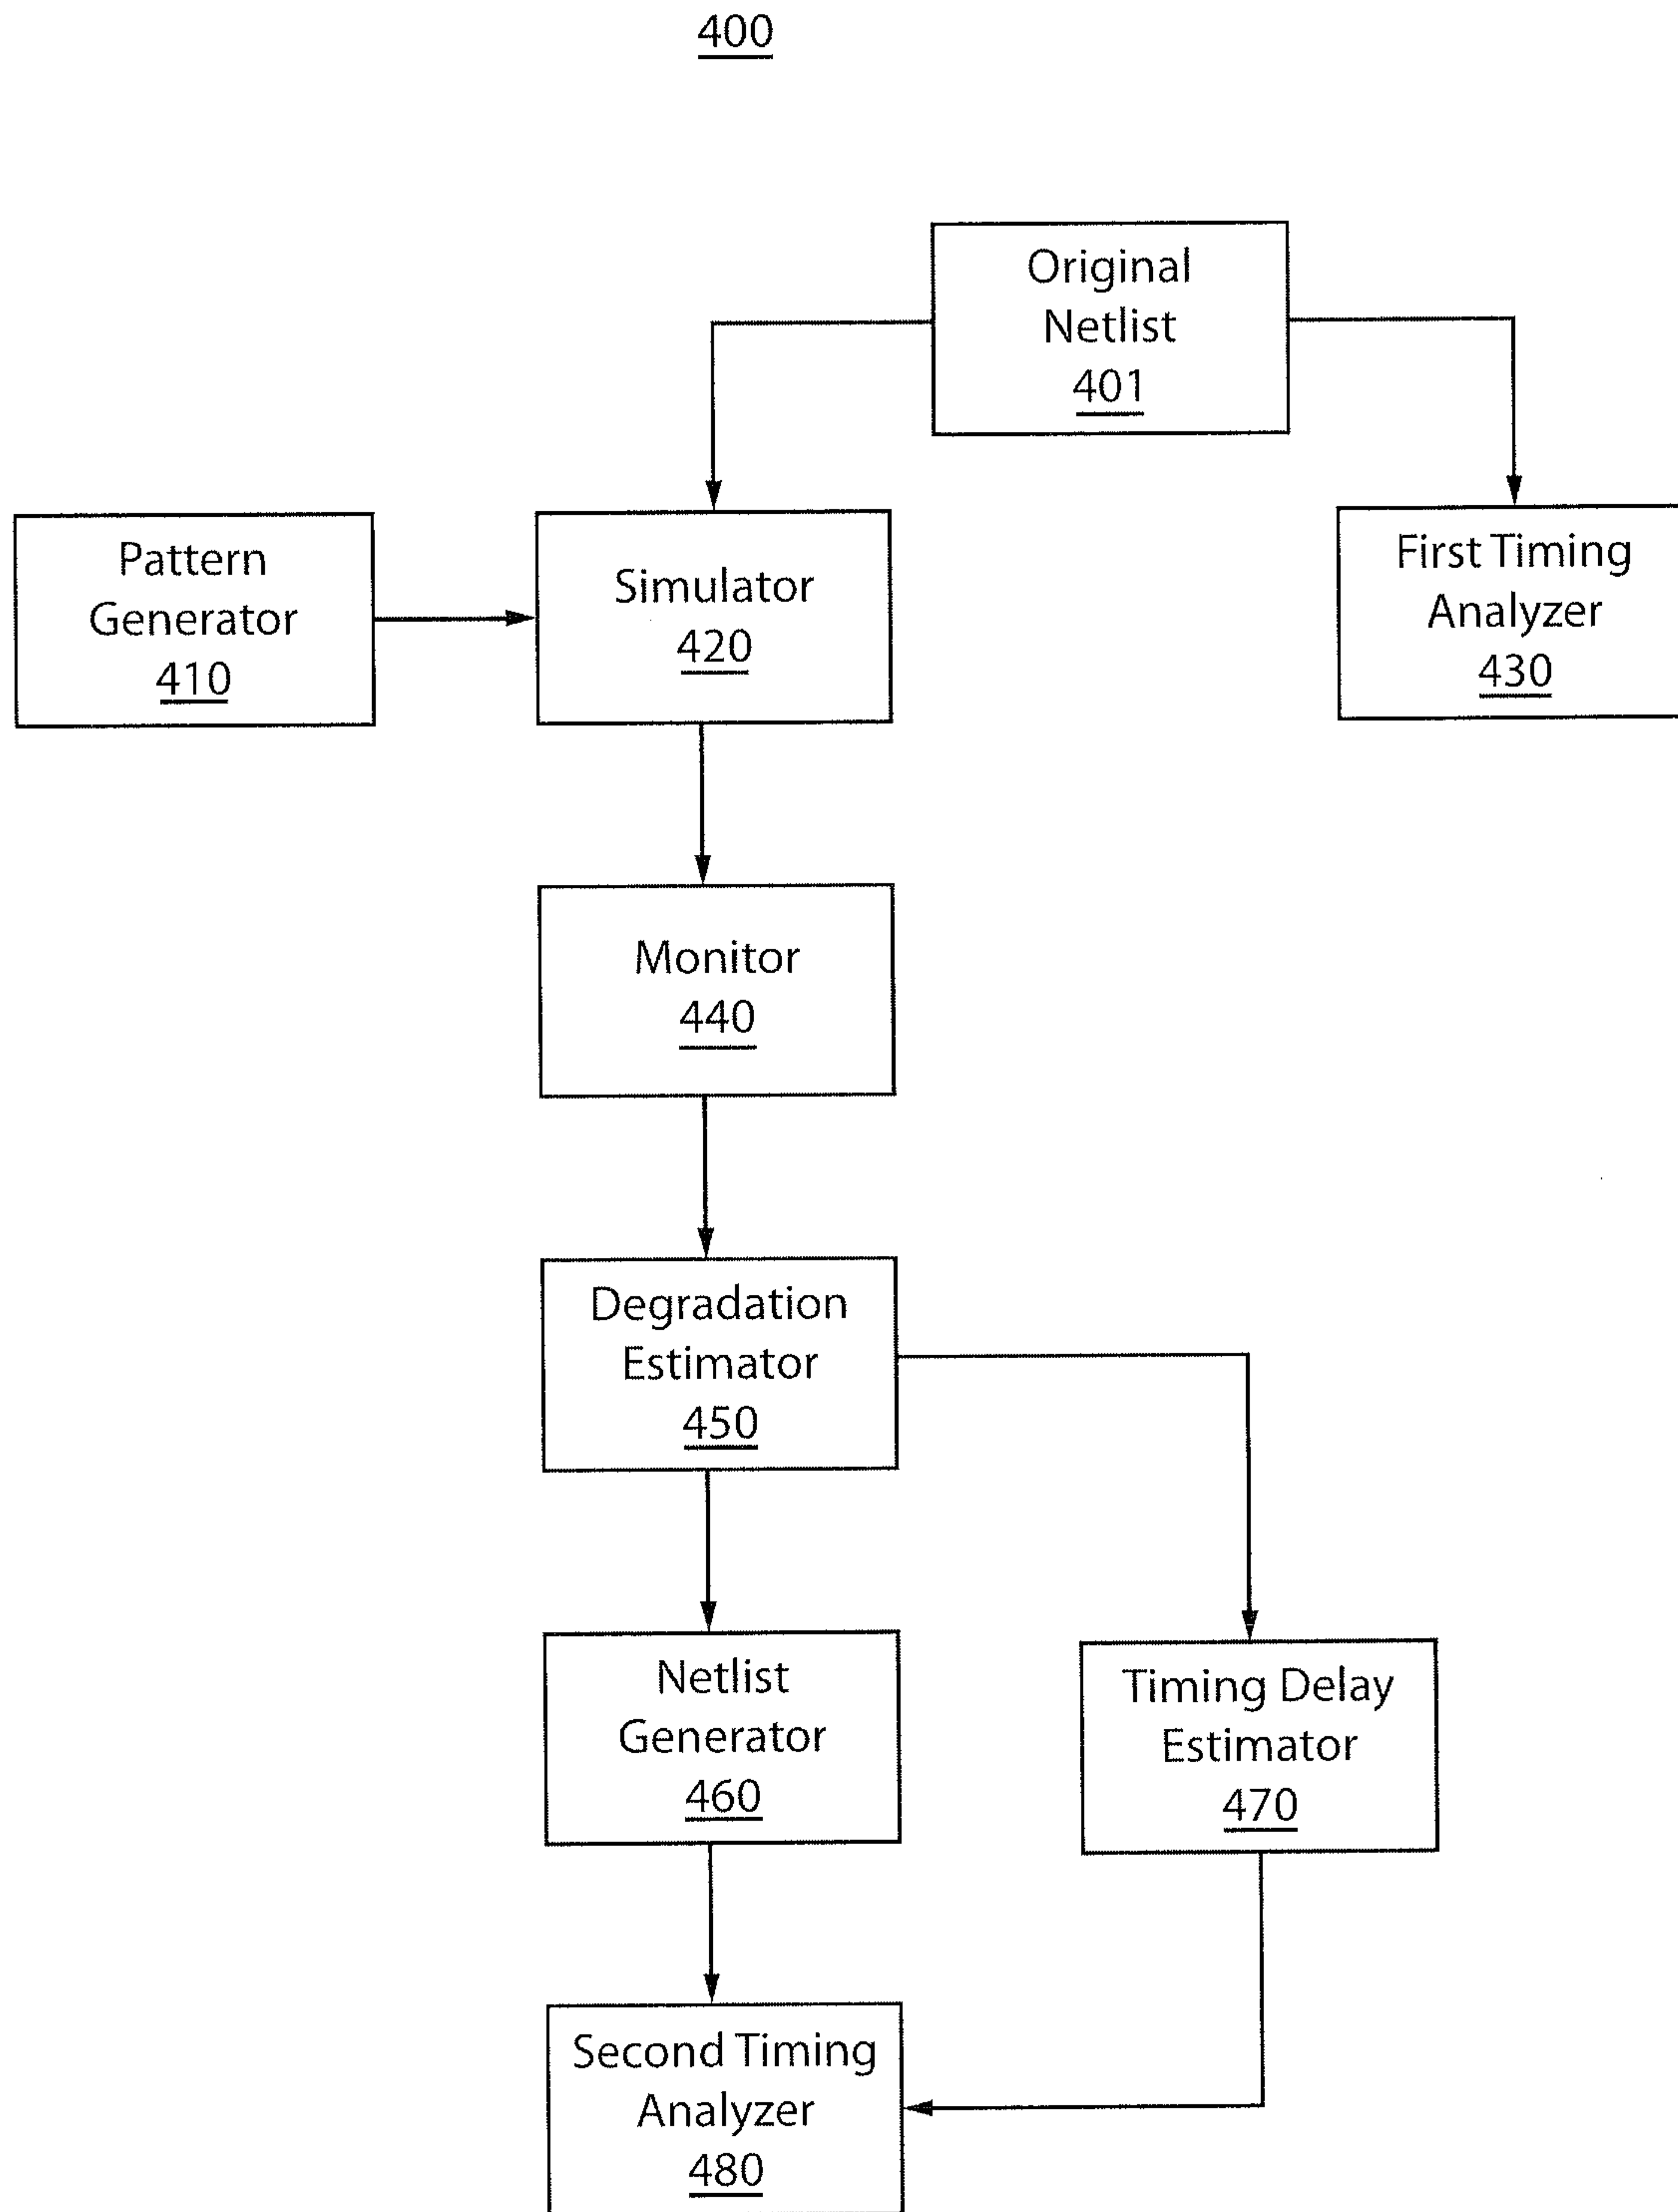 400
Original
Netlist
401
Pattern
Generator
410
Simulator
420
First Timing
Analyzer
430
Monitor
440
Degradation
Estimator
450
Netlist
Generator
460
Timing Delay
Estimator
470
Second Timing
Analyzer
480